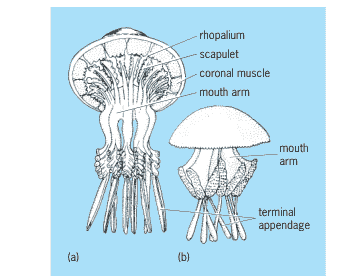 rhopalium
scapulet
coronal muscle
mouth arm
mouth
arm
terminal
appendage
(a)
(b)